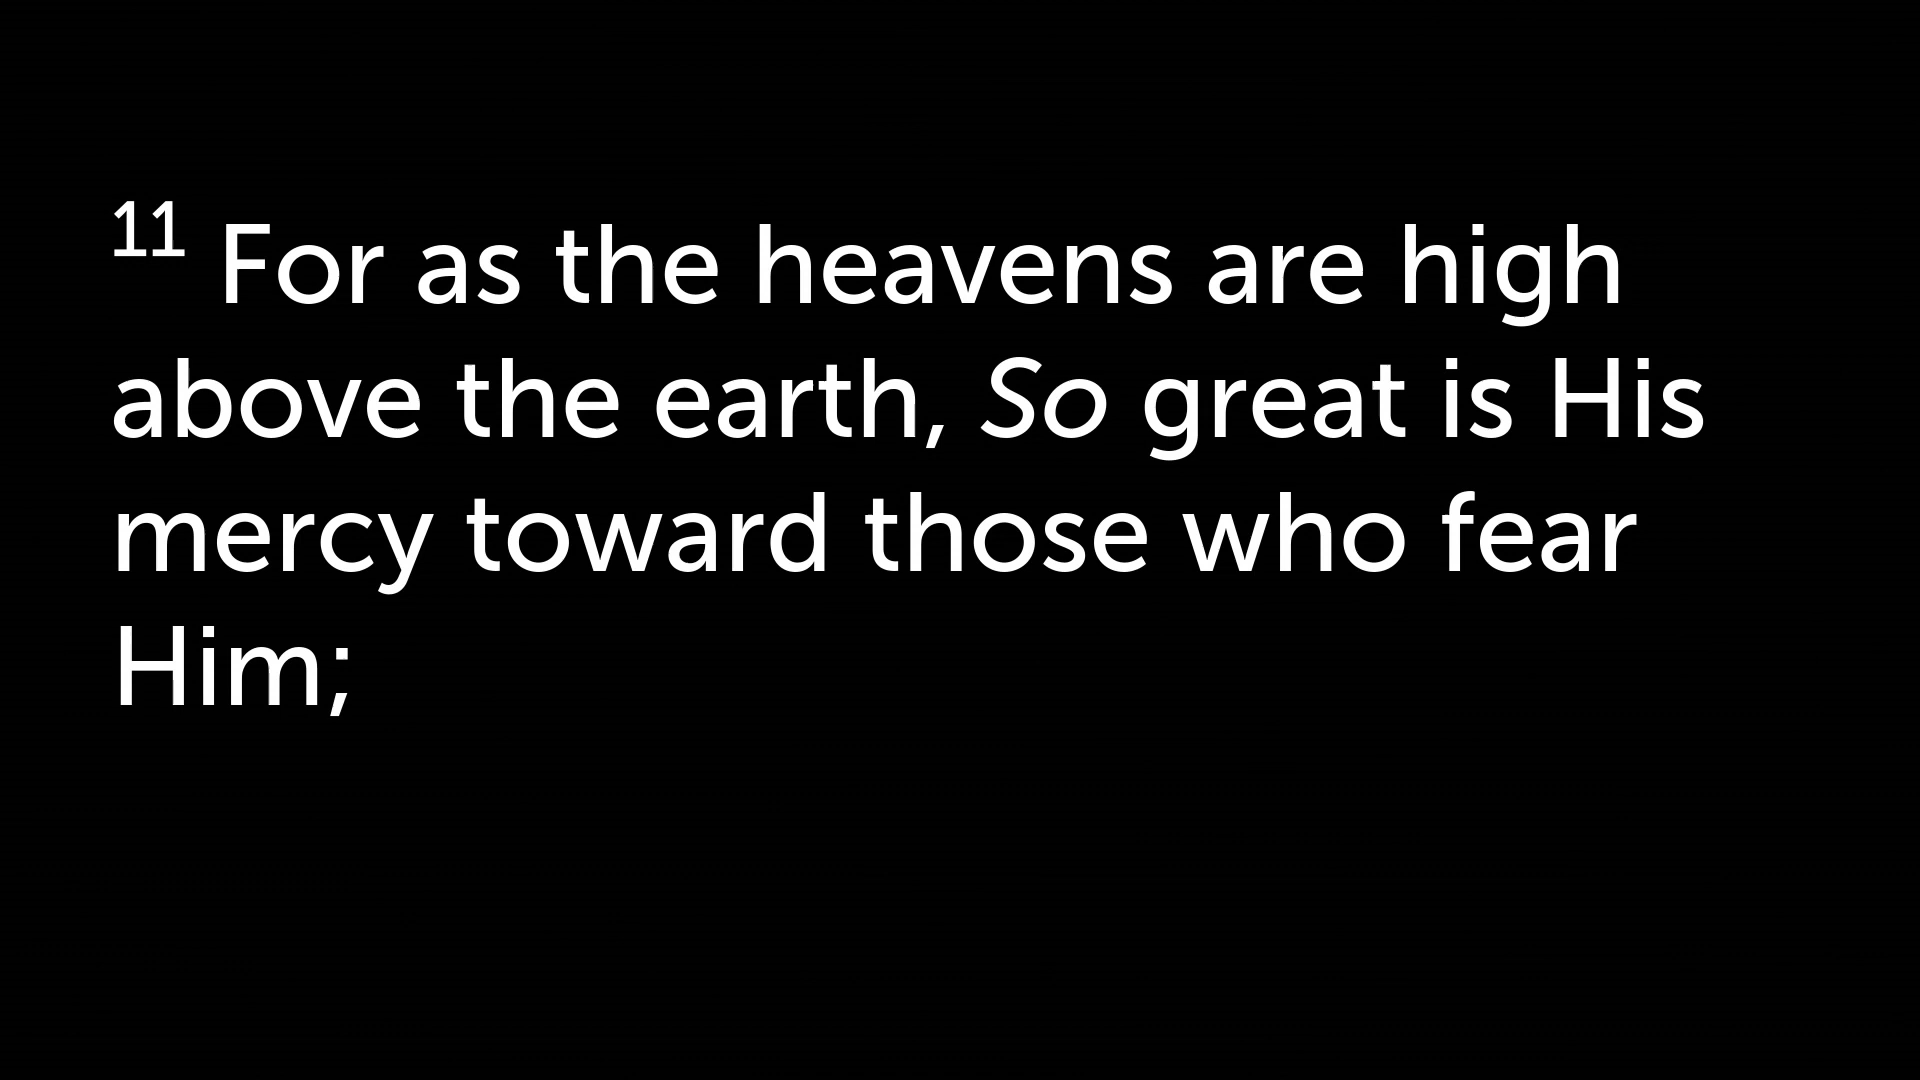 11 For as the heavens are high
above the earth, So great is His
mercy toward those who fear
Him;